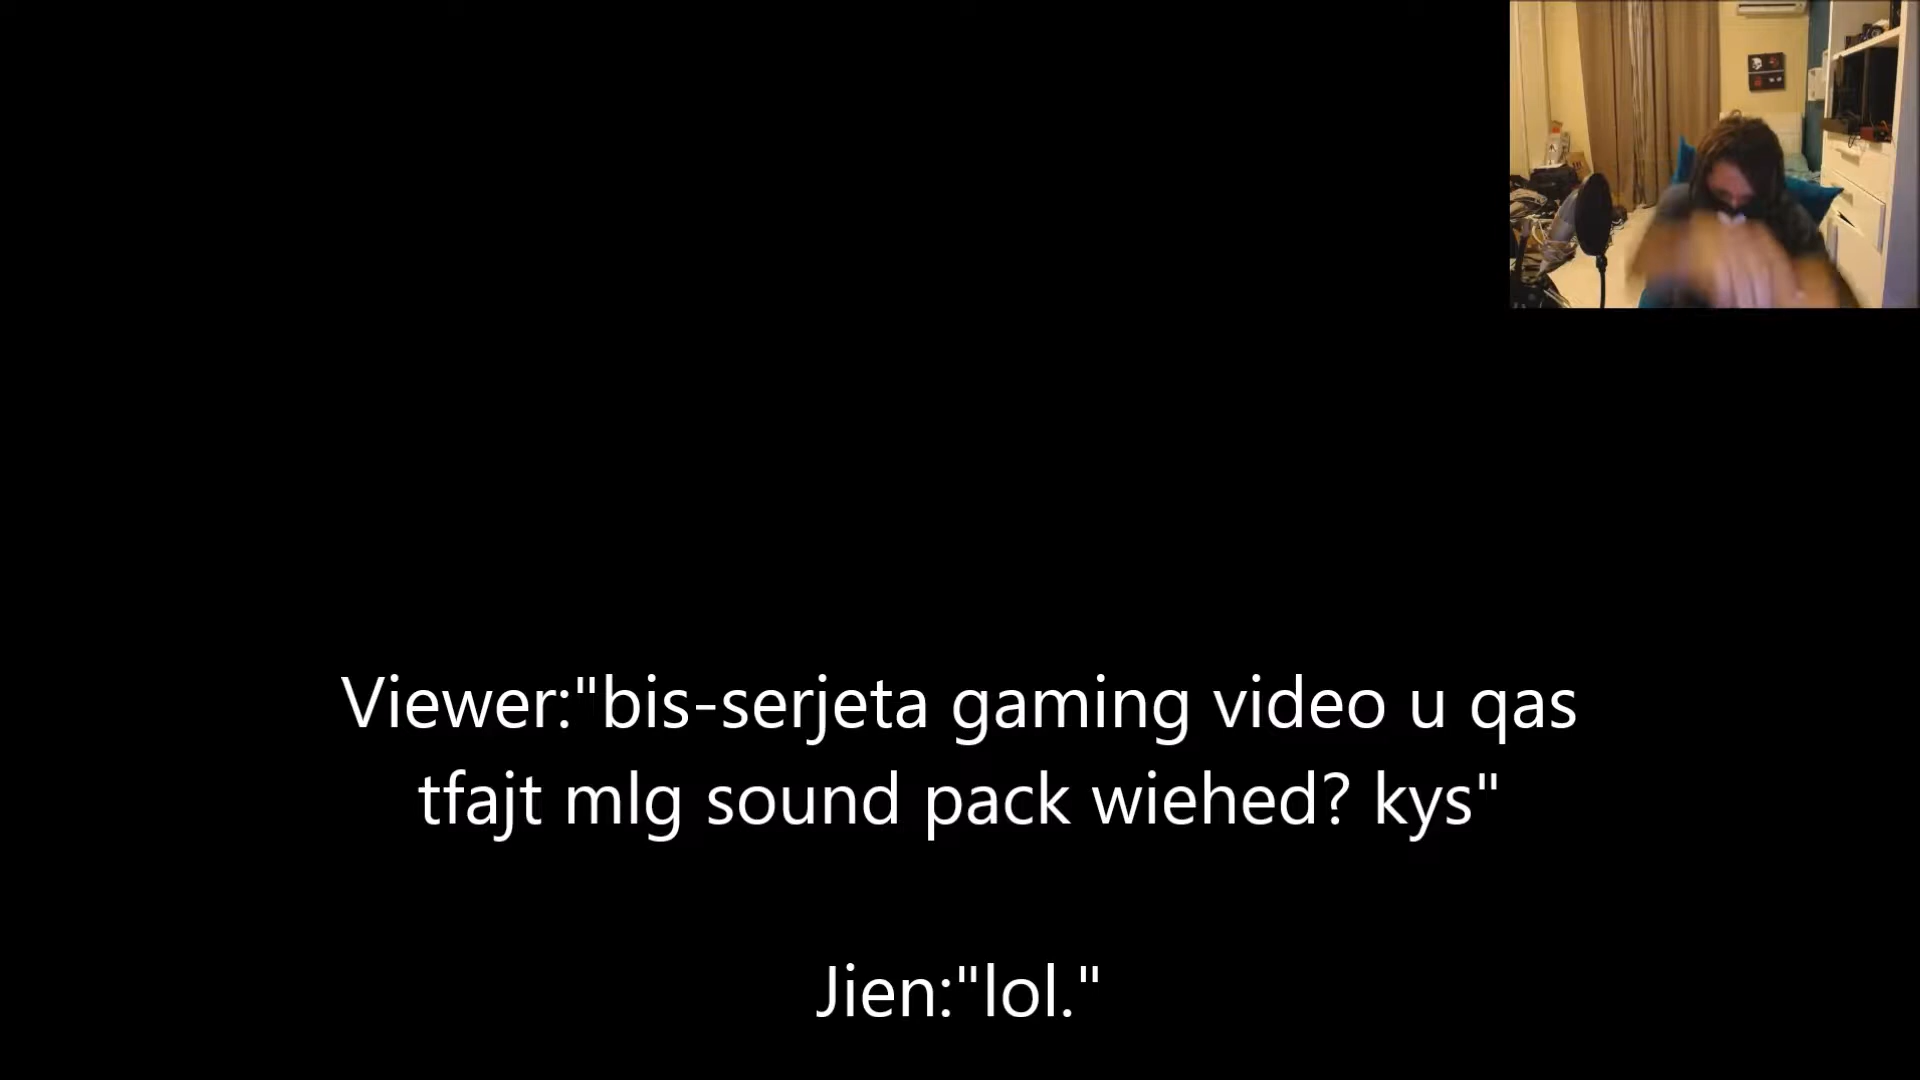 Viewer:"bis-serjeta gaming video u qas
tfajt mlg sound pack wiehed? kys"
Jien:"lol."